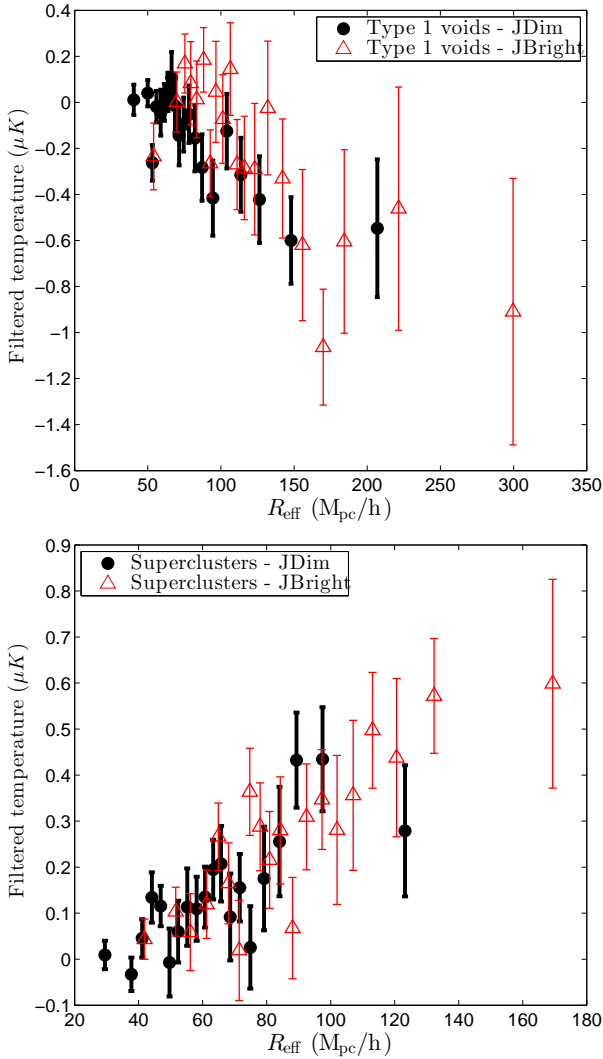 0.4
0.2
0
−0.2
−0.4
−0.6
−0.8
−1
−1.2
−1.4
−1.6
0 50 100 150 200 250 300 350
Filtered temperature (μK)
R_eff (M_pc/h)
Type 1 voids - JDim
Type 1 voids - JBright
0.9
0.8
0.7
0.6
0.5
0.4
0.3
0.2
0.1
0
−0.1
20 40 60 80 100 120 140 160 180
Filtered temperature (μK)
R_eff (M_pc/h)
Superclusters - JDim
Superclusters - JBright